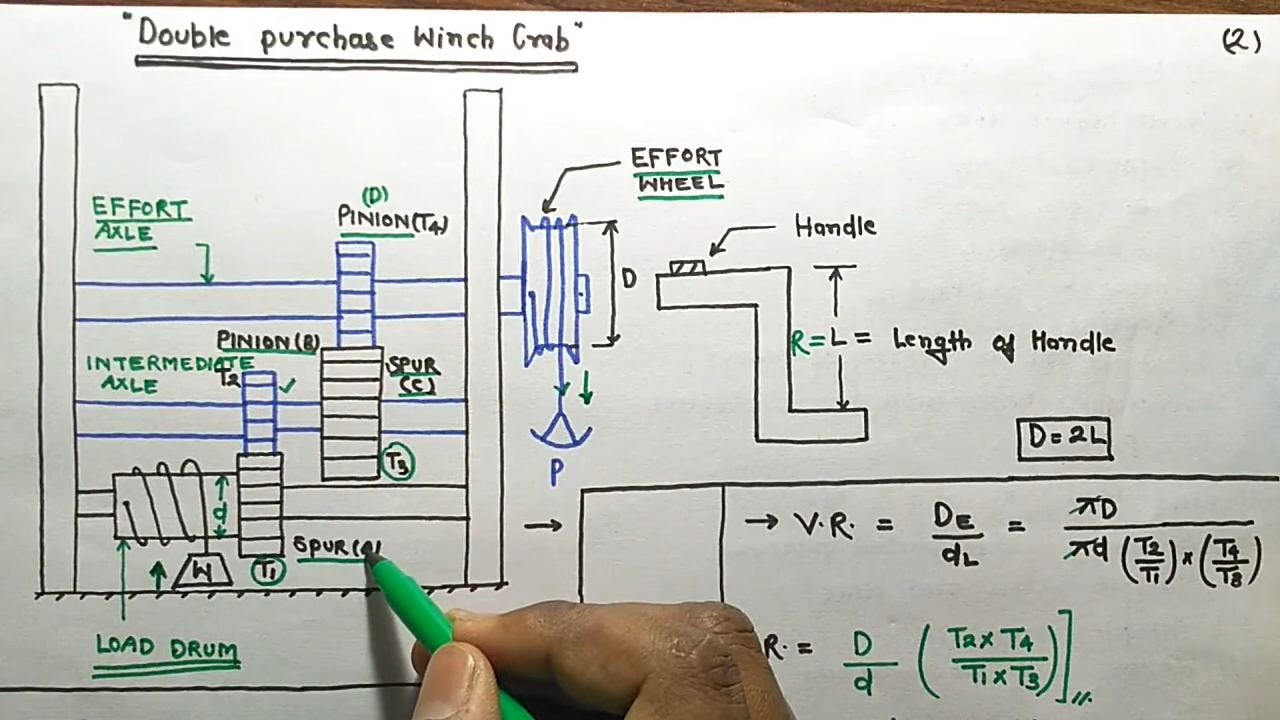 "Double purchase Winch Crab"
(2)
EFFORT
WHEEL
(D)
PINION(T4)
EFFORT
AXLE
Handle
D
PINION(B)
R=L= Length of Handle
INTERMEDIATE
AXLE
T2
SPUR
(C)
D=2L
T3
P
d
→ V.R. = DE/dL = πD/πd (T2/T1)×(T4/T3)
SPUR(A)
W
T1
LOAD DRUM
R. = D/d (T2×T4/T1×T3)]